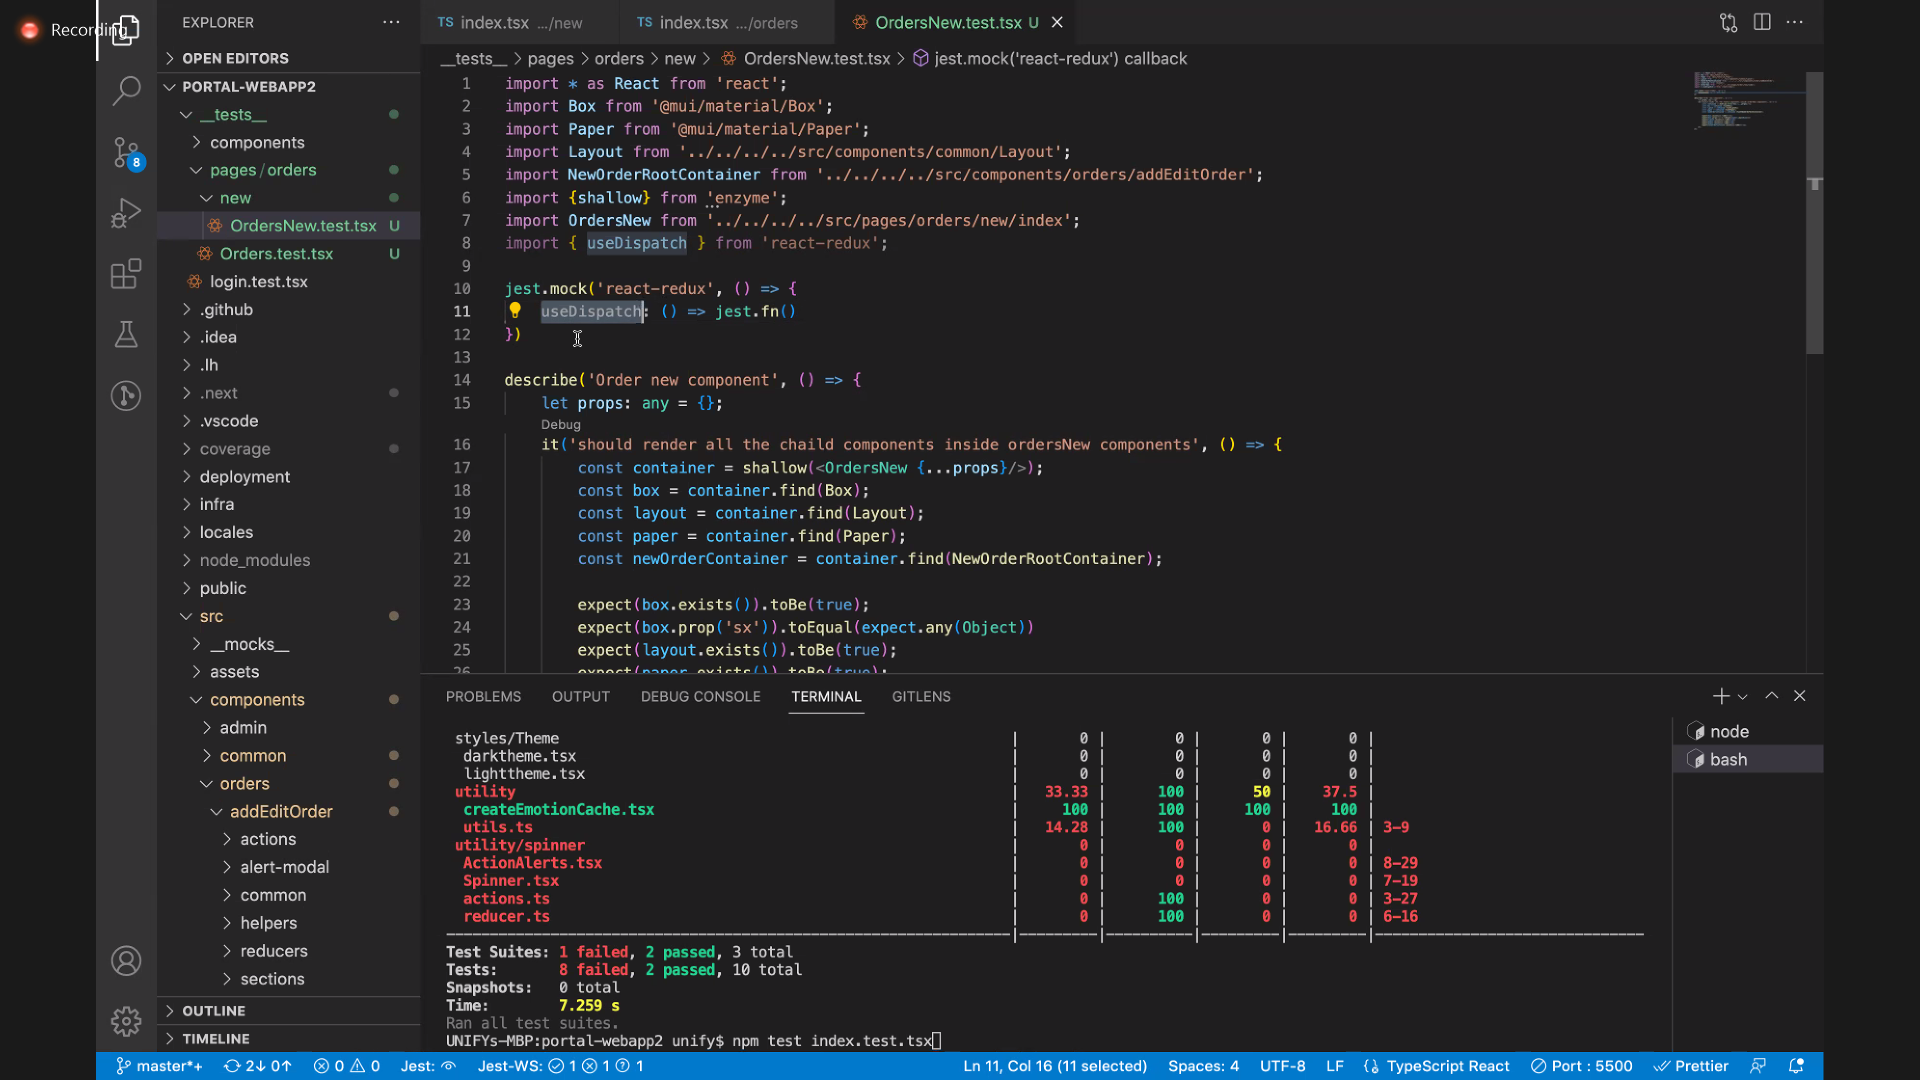 Recording
EXPLORER
OPEN EDITORS
PORTAL-WEBAPP2
__tests__
components
pages / orders
new
OrdersNew.test.tsx U
Orders.test.tsx U
login.test.tsx
.github
.idea
.lh
.next
.vscode
coverage
deployment
infra
locales
node_modules
public
src
__mocks__
assets
components
admin
common
orders
addEditOrder
actions
alert-modal
common
helpers
reducers
sections
OUTLINE
TIMELINE
8
TS index.tsx .../new
TS index.tsx .../orders
OrdersNew.test.tsx U
__tests__ > pages > orders > new > OrdersNew.test.tsx > jest.mock('react-redux') callback
1 import * as React from 'react';
2 import Box from '@mui/material/Box';
3 import Paper from '@mui/material/Paper';
4 import Layout from '../../../../src/components/common/Layout';
5 import NewOrderRootContainer from '../../../../src/components/orders/addEditOrder';
6 import {shallow} from 'enzyme';
7 import OrdersNew from '../../../../src/pages/orders/new/index';
8 import { useDispatch } from 'react-redux';
9
10 jest.mock('react-redux', () => {
11 useDispatch: () => jest.fn()
12 })
13
14 describe('Order new component', () => {
15 let props: any = {};
Debug
16 it('should render all the chaild components inside ordersNew components', () => {
17 const container = shallow(<OrdersNew {...props}/>);
18 const box = container.find(Box);
19 const layout = container.find(Layout);
20 const paper = container.find(Paper);
21 const newOrderContainer = container.find(NewOrderRootContainer);
22
23 expect(box.exists()).toBe(true);
24 expect(box.prop('sx')).toEqual(expect.any(Object))
25 expect(layout.exists()).toBe(true);
26 expect(paper.exists()).toBe(true);
PROBLEMS OUTPUT DEBUG CONSOLE TERMINAL GITLENS
node
bash
styles/Theme | 0 | 0 | 0 | 0 |
darktheme.tsx | 0 | 0 | 0 | 0 |
lighttheme.tsx | 0 | 0 | 0 | 0 |
utility | 33.33 | 100 | 50 | 37.5 |
createEmotionCache.tsx | 100 | 100 | 100 | 100 |
utils.ts | 14.28 | 100 | 0 | 16.66 | 3-9
utility/spinner | 0 | 0 | 0 | 0 |
ActionAlerts.tsx | 0 | 0 | 0 | 0 | 8-29
Spinner.tsx | 0 | 0 | 0 | 0 | 7-19
actions.ts | 0 | 100 | 0 | 0 | 3-27
reducer.ts | 0 | 100 | 0 | 0 | 6-16
Test Suites: 1 failed, 2 passed, 3 total
Tests: 8 failed, 2 passed, 10 total
Snapshots: 0 total
Time: 7.259 s
Ran all test suites.
UNIFYs-MBP:portal-webapp2 unify$ npm test index.test.tsx
master*+ 2↓ 0↑ 0 0 Jest: Jest-WS: 1 1 1 Ln 11, Col 16 (11 selected) Spaces: 4 UTF-8 LF TypeScript React Port : 5500 Prettier